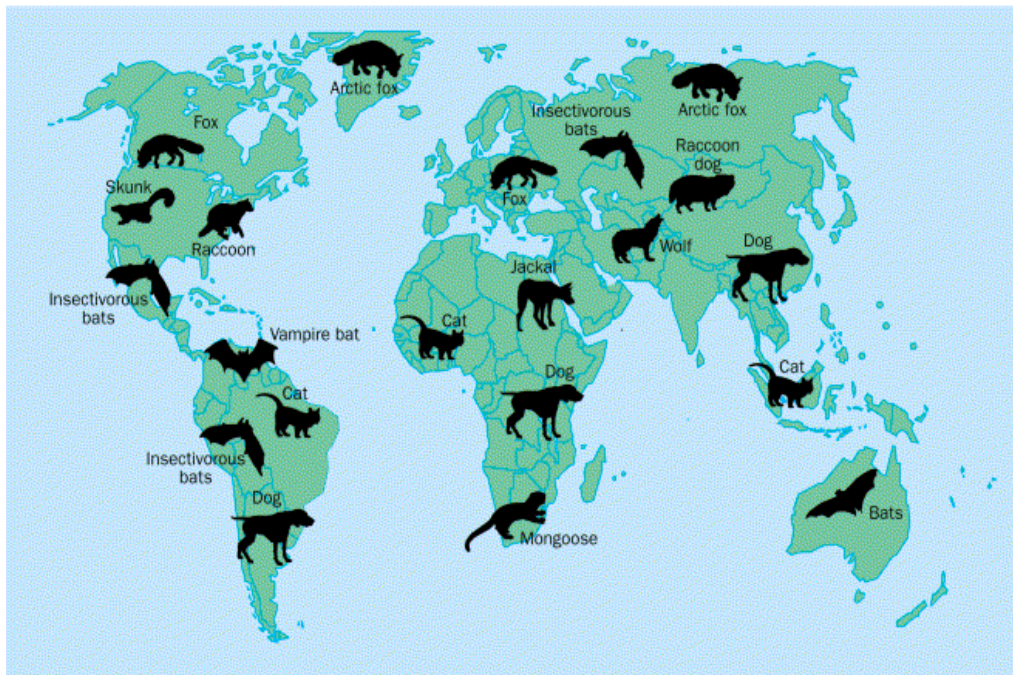 Arctic fox
Arctic fox
Insectivorous
bats
Fox
Raccoon
dog
Skunk
Fox
Raccoon
Wolf
Dog
Jackal
Insectivorous
bats
Cat
Vampire bat
Cat
Dog
Cat
Insectivorous
bats
Dog
Bats
Mongoose